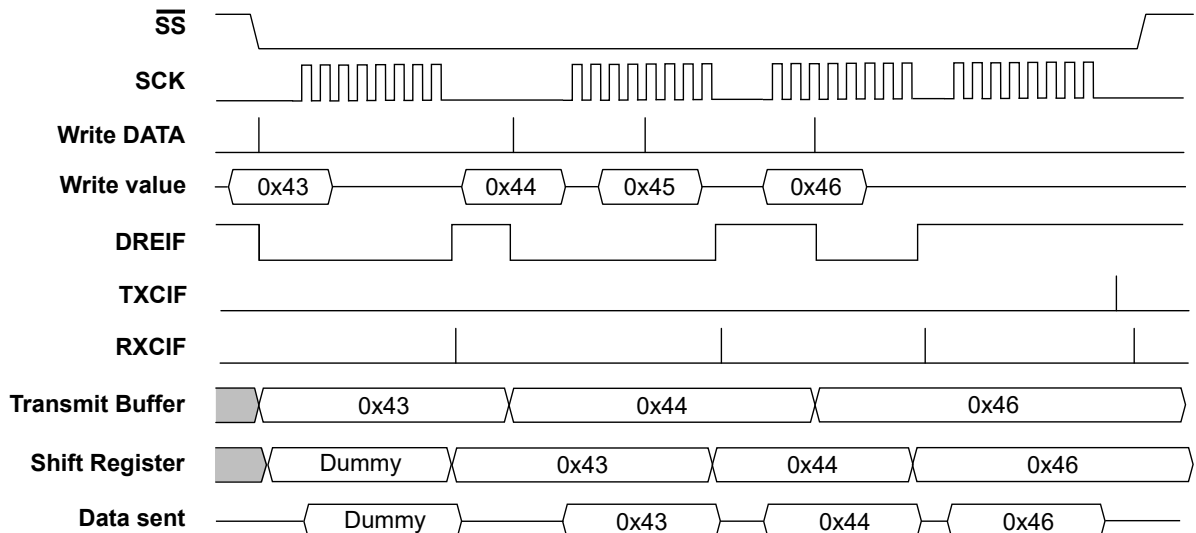 SS
SCK
Write DATA
Write value 0x43 0x44 0x45 0x46
DREIF
TXCIF
RXCIF
Transmit Buffer 0x43 0x44 0x46
Shift Register Dummy 0x43 0x44 0x46
Data sent Dummy 0x43 0x44 0x46